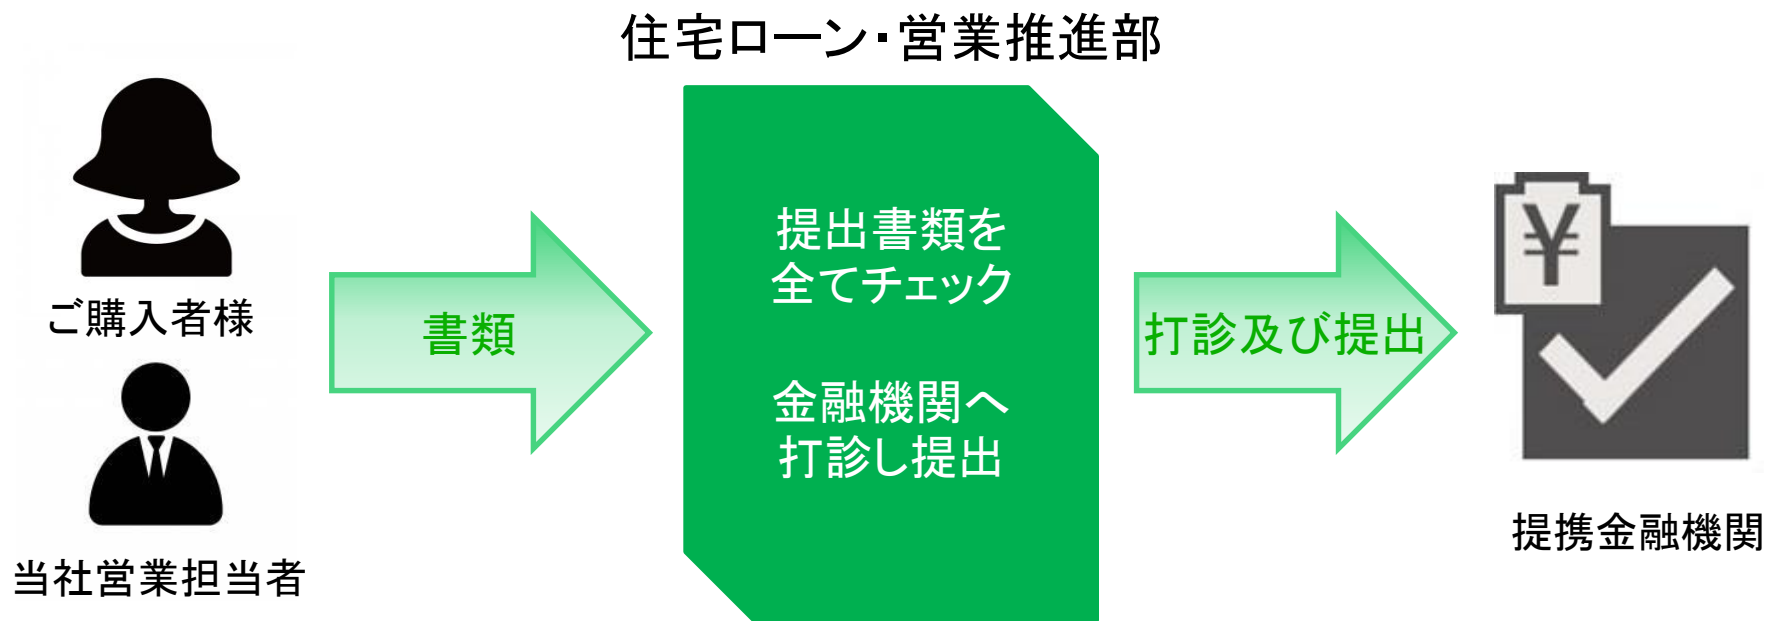 住宅ローン・営業推進部
ご購入者様
当社営業担当者
書類
提出書類を
全てチェック
金融機関へ
打診し提出
打診及び提出
¥
提携金融機関